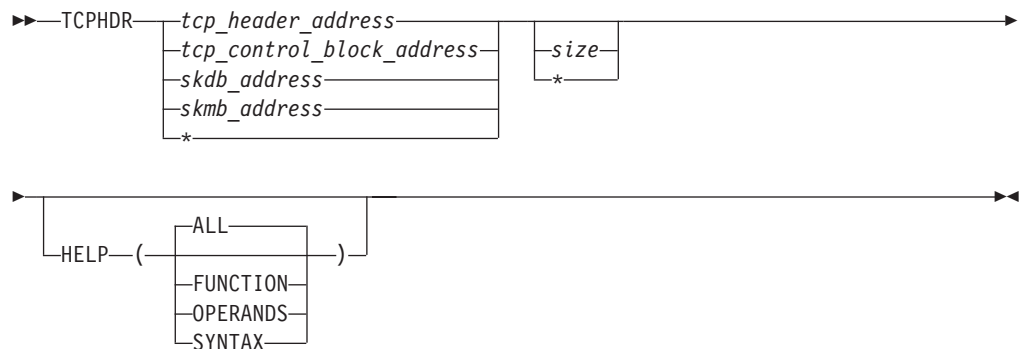 TCPHDR tcp_header_address
tcp_control_block_address size
skdb_address *
skmb_address
*
ALL
HELP ( )
FUNCTION
OPERANDS
SYNTAX